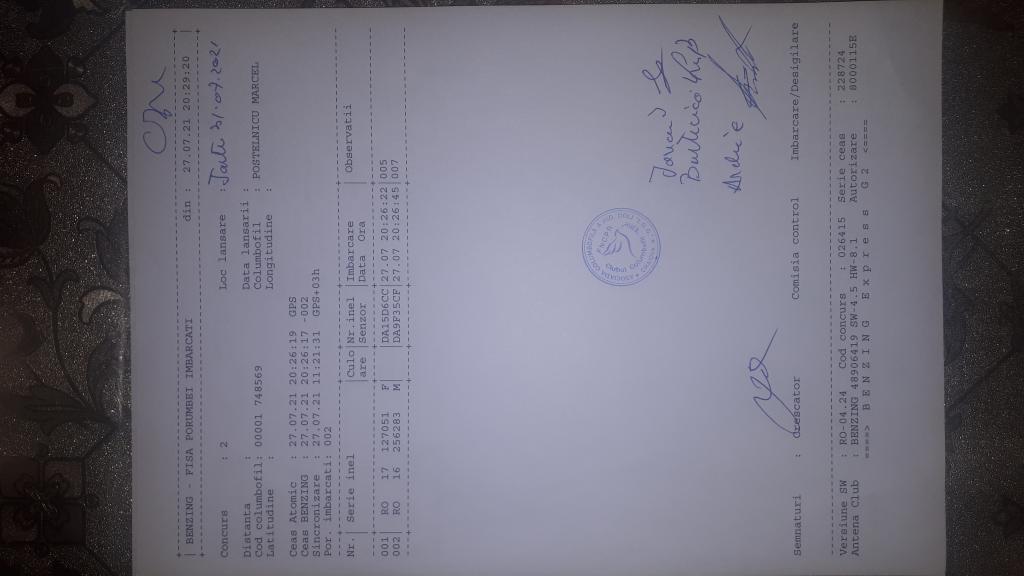 | BENZING - FISA PORUMBEI IMBARCATI din : 27.07.21 20:29:20 |
Concurs : 2 Loc lansare : 31.07.2021
Distanta : Data lansarii :
Cod columbofil: 00001 748569 Columbofil : POSTELNICU MARCEL
Latitudine : Longitudine :
Ceas Atomic : 27.07.21 20:26:19 GPS
Ceas BENZING : 27.07.21 20:26:17 -002
Sincronizare : 27.07.21 11:21:31 GPS+03h
Por. imbarcati: 002
Nr. | Serie inel |Culo|Nr.inel |Imbarcare | Observatii
|are |Senzor |Data Ora |
001| RO 17 127051 F | |DA15D6CC|27.07 20:26:22|005
002| RO 16 256283 M | |DA9F35CF|27.07 20:26:45|007
Semnaturi : crescator Comisia control Imbarcare/Desigilare
Versiune SW : RO-04.24 Cod concurs : 026415 Serie ceas : 228724
Antena Club : BENZING 48906419 SW-4.5 HW-8.1 Autorizare : 8000115E
====> B E N Z I N G E x p r e s s G 2 <====